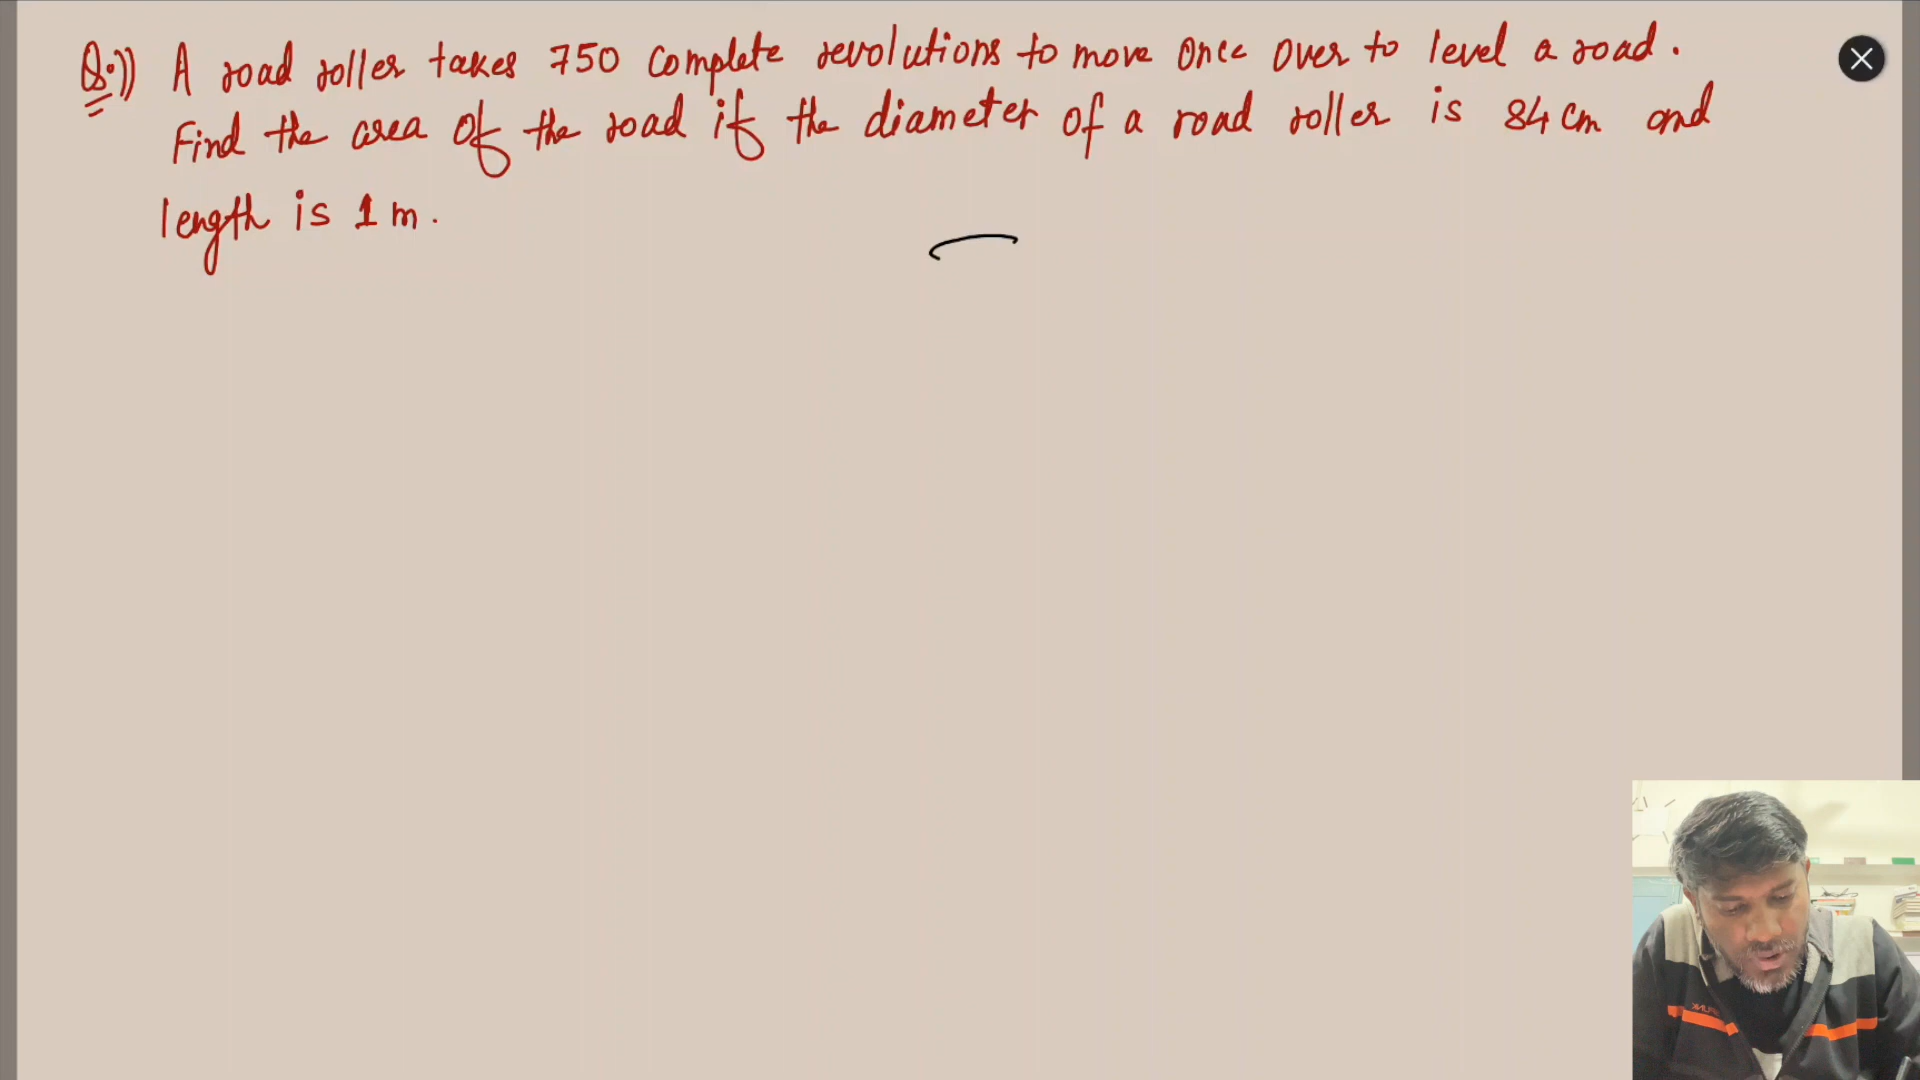 Q.)) A road roller takes 750 complete revolutions to move once over to level a road.
Find the area of the road if the diameter of a road roller is 84 cm and
length is 1 m.